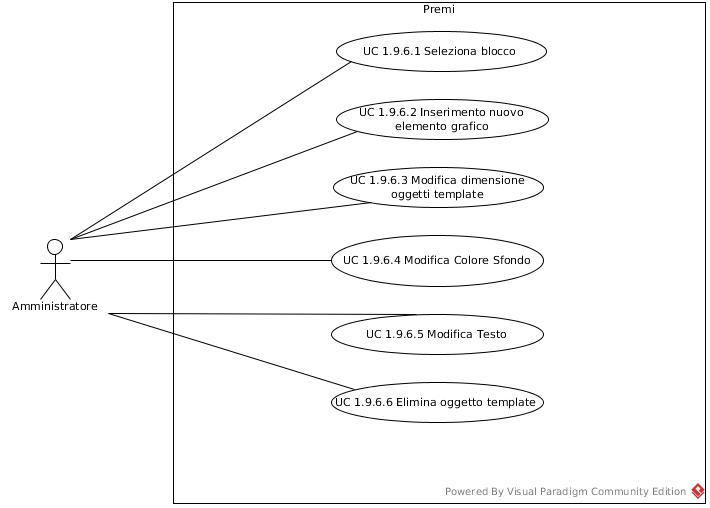 Premi
UC 1.9.6.1 Seleziona blocco
UC 1.9.6.2 Inserimento nuovo
elemento grafico
UC 1.9.6.3 Modifica dimensione
oggetti template
UC 1.9.6.4 Modifica Colore Sfondo
Amministratore
UC 1.9.6.5 Modifica Testo
UC 1.9.6.6 Elimina oggetto template
Powered By Visual Paradigm Community Edition